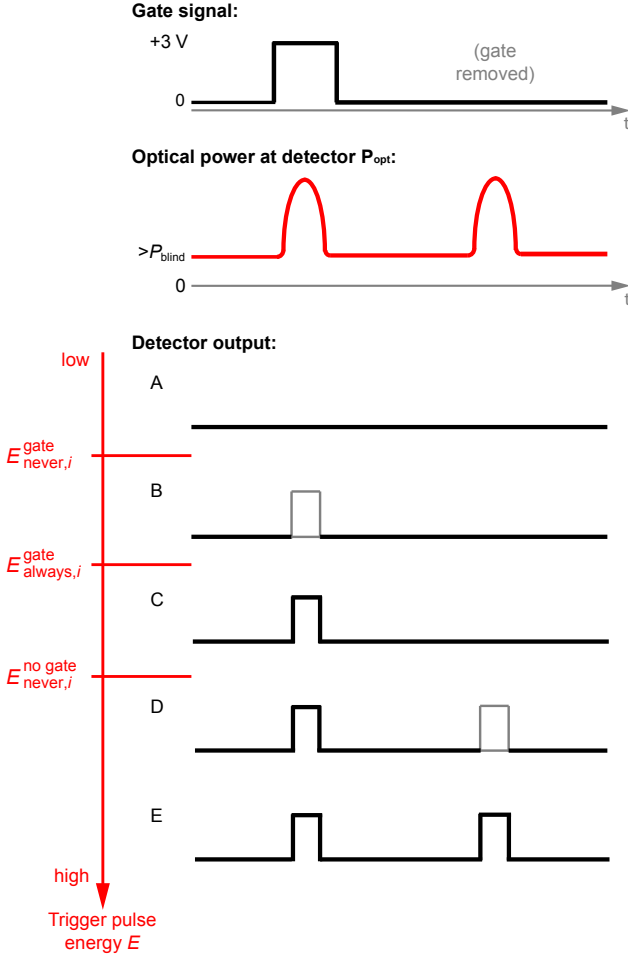 Gate signal:
+3 V
(gate
removed)
0
t
Optical power at detector Popt:
>Pblind
0
t
Detector output:
low
A
E gate never,i
B
E gate always,i
C
E no gate never,i
D
E
high
Trigger pulse
energy E